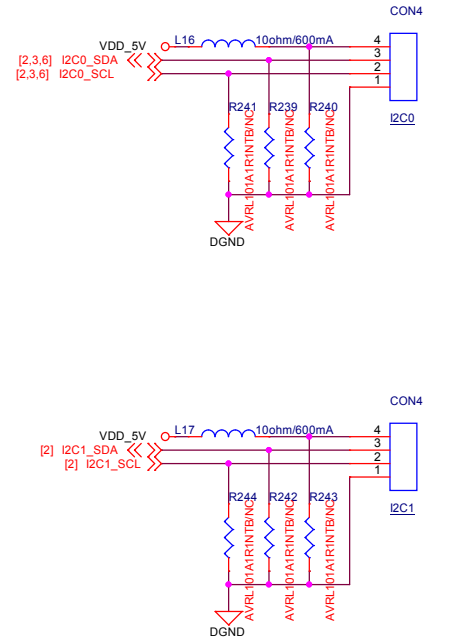 CON4
VDD_5V
L16
10ohm/600mA
4
[2,3,6] I2C0_SDA
3
[2,3,6] I2C0_SCL
2
1
R241
R239
R240
I2C0
AVRL101A1R1NTB/NC
AVRL101A1R1NTB/NC
AVRL101A1R1NTB/NC
DGND
CON4
VDD_5V
L17
10ohm/600mA
4
[2] I2C1_SDA
3
[2] I2C1_SCL
2
1
R244
R242
R243
I2C1
AVRL101A1R1NTB/NC
AVRL101A1R1NTB/NC
AVRL101A1R1NTB/NC
DGND